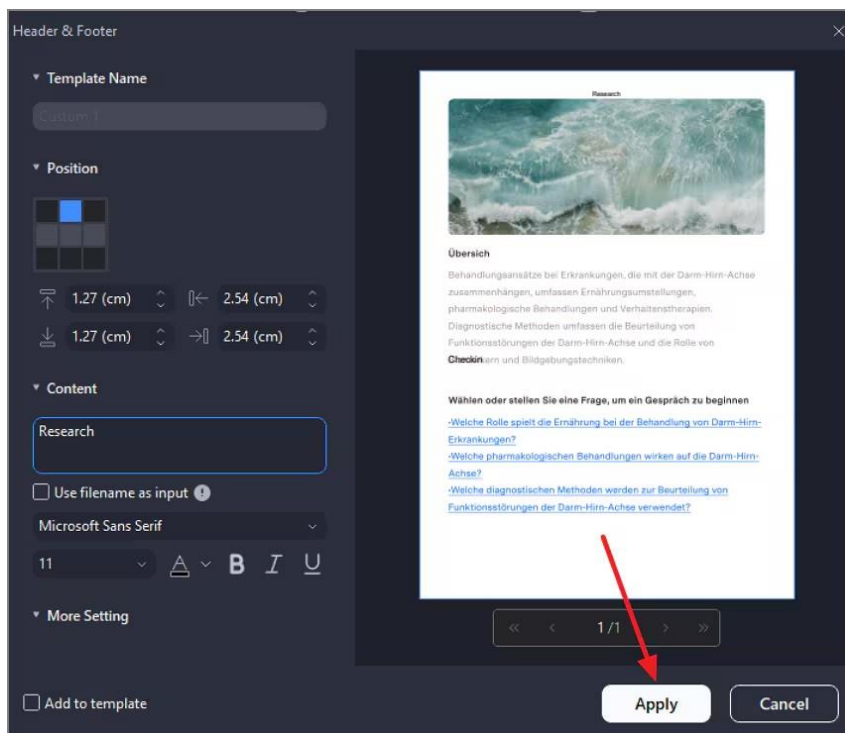 Header & Footer
Template Name
Custom 1
Position
1.27 (cm) 2.54 (cm)
1.27 (cm) 2.54 (cm)
Content
Research
Use filename as input
Microsoft Sans Serif
11 A B I U
More Setting
Add to template
Research
Übersich
Behandlungsansätze bei Erkrankungen, die mit der Darm-Hirn-Achse
zusammenhängen, umfassen Ernährungsumstellungen,
pharmakologische Behandlungen und Verhaltenstherapien.
Diagnostische Methoden umfassen die Beurteilung von
Funktionsstörungen der Darm-Hirn-Achse und die Rolle von
Checkin kern und Bildgebungstechniken.
Wählen oder stellen Sie eine Frage, um ein Gespräch zu beginnen
-Welche Rolle spielt die Ernährung bei der Behandlung von Darm-Hirn-
Erkrankungen?
-Welche pharmakologischen Behandlungen wirken auf die Darm-Hirn-
Achse?
-Welche diagnostischen Methoden werden zur Beurteilung von
Funktionsstörungen der Darm-Hirn-Achse verwendet?
1 /1
Apply Cancel